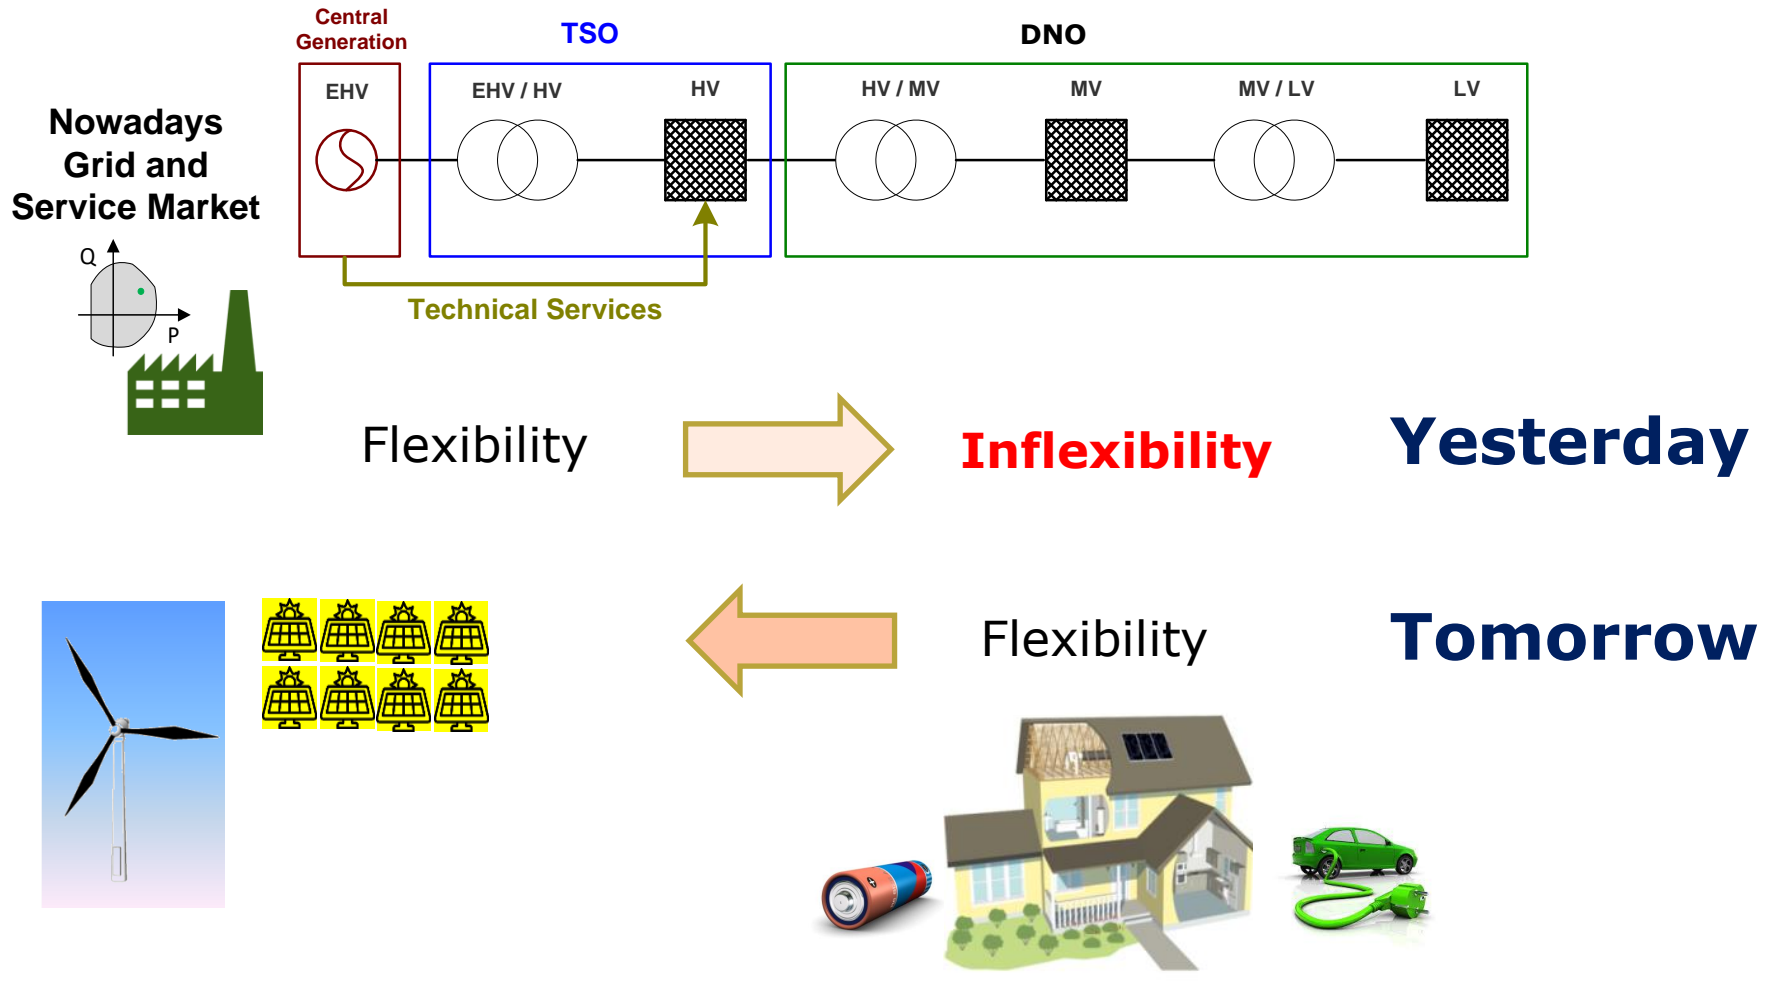 Central
Generation
TSO
DNO
EHV
EHV / HV
HV
HV / MV
MV
MV / LV
LV
Nowadays
Grid and
Service Market
Q
P
Technical Services
Flexibility
Inflexibility
Yesterday
Flexibility
Tomorrow